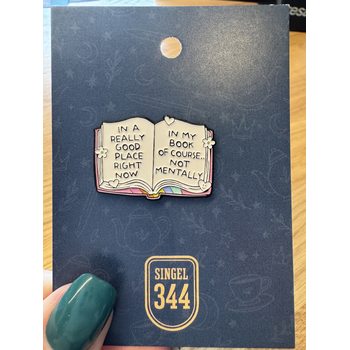 IN A
REALLY
GOOD
PLACE
RIGHT
NOW
IN MY
BOOK
OF COURSE..
NOT
MENTALLY
SINGEL
344